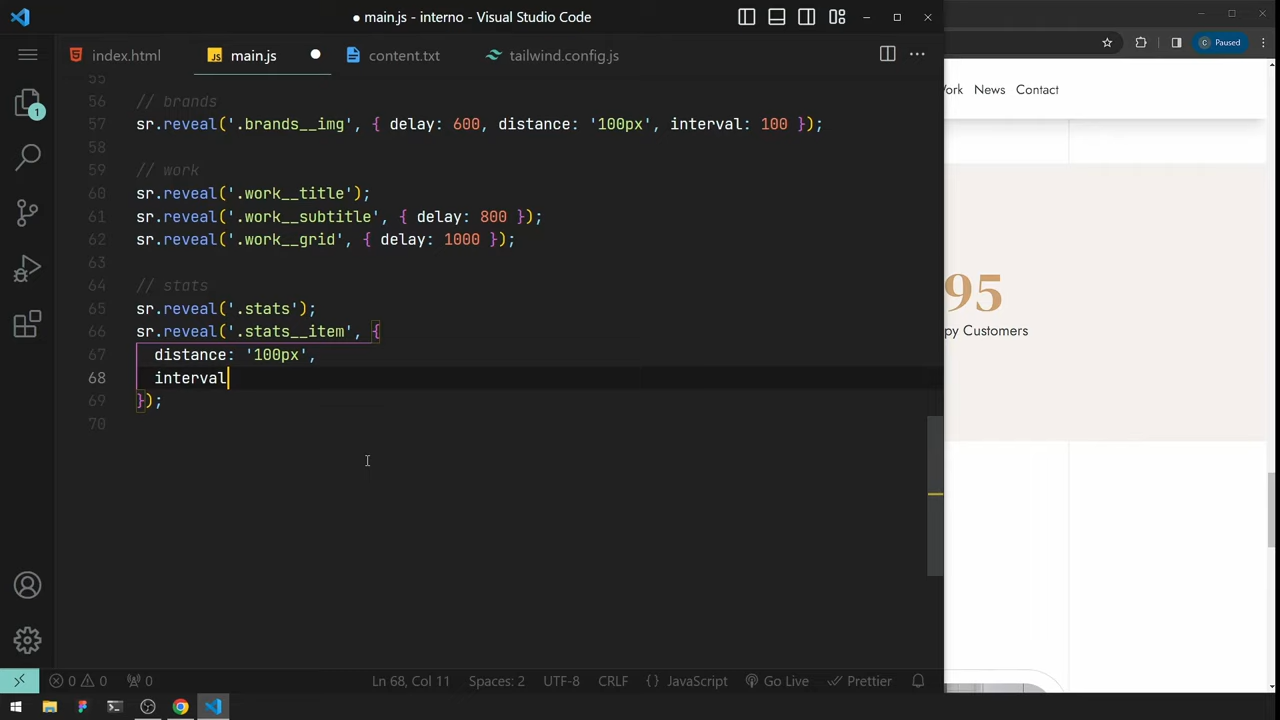 main.js - interno - Visual Studio Code
index.html
main.js
content.txt
tailwind.config.js
Paused
Work News Contact
55
56 // brands
57 sr.reveal('.brands__img', { delay: 600, distance: '100px', interval: 100 });
58
59 // work
60 sr.reveal('.work__title');
61 sr.reveal('.work__subtitle', { delay: 800 });
62 sr.reveal('.work__grid', { delay: 1000 });
63
64 // stats
65 sr.reveal('.stats');
66 sr.reveal('.stats__item', {
67 distance: '100px',
68 interval
69 });
70
95
py Customers
1
C
JS
Ln 68, Col 11
Spaces: 2
UTF-8
CRLF
{} JavaScript
Go Live
Prettier
0 0 0